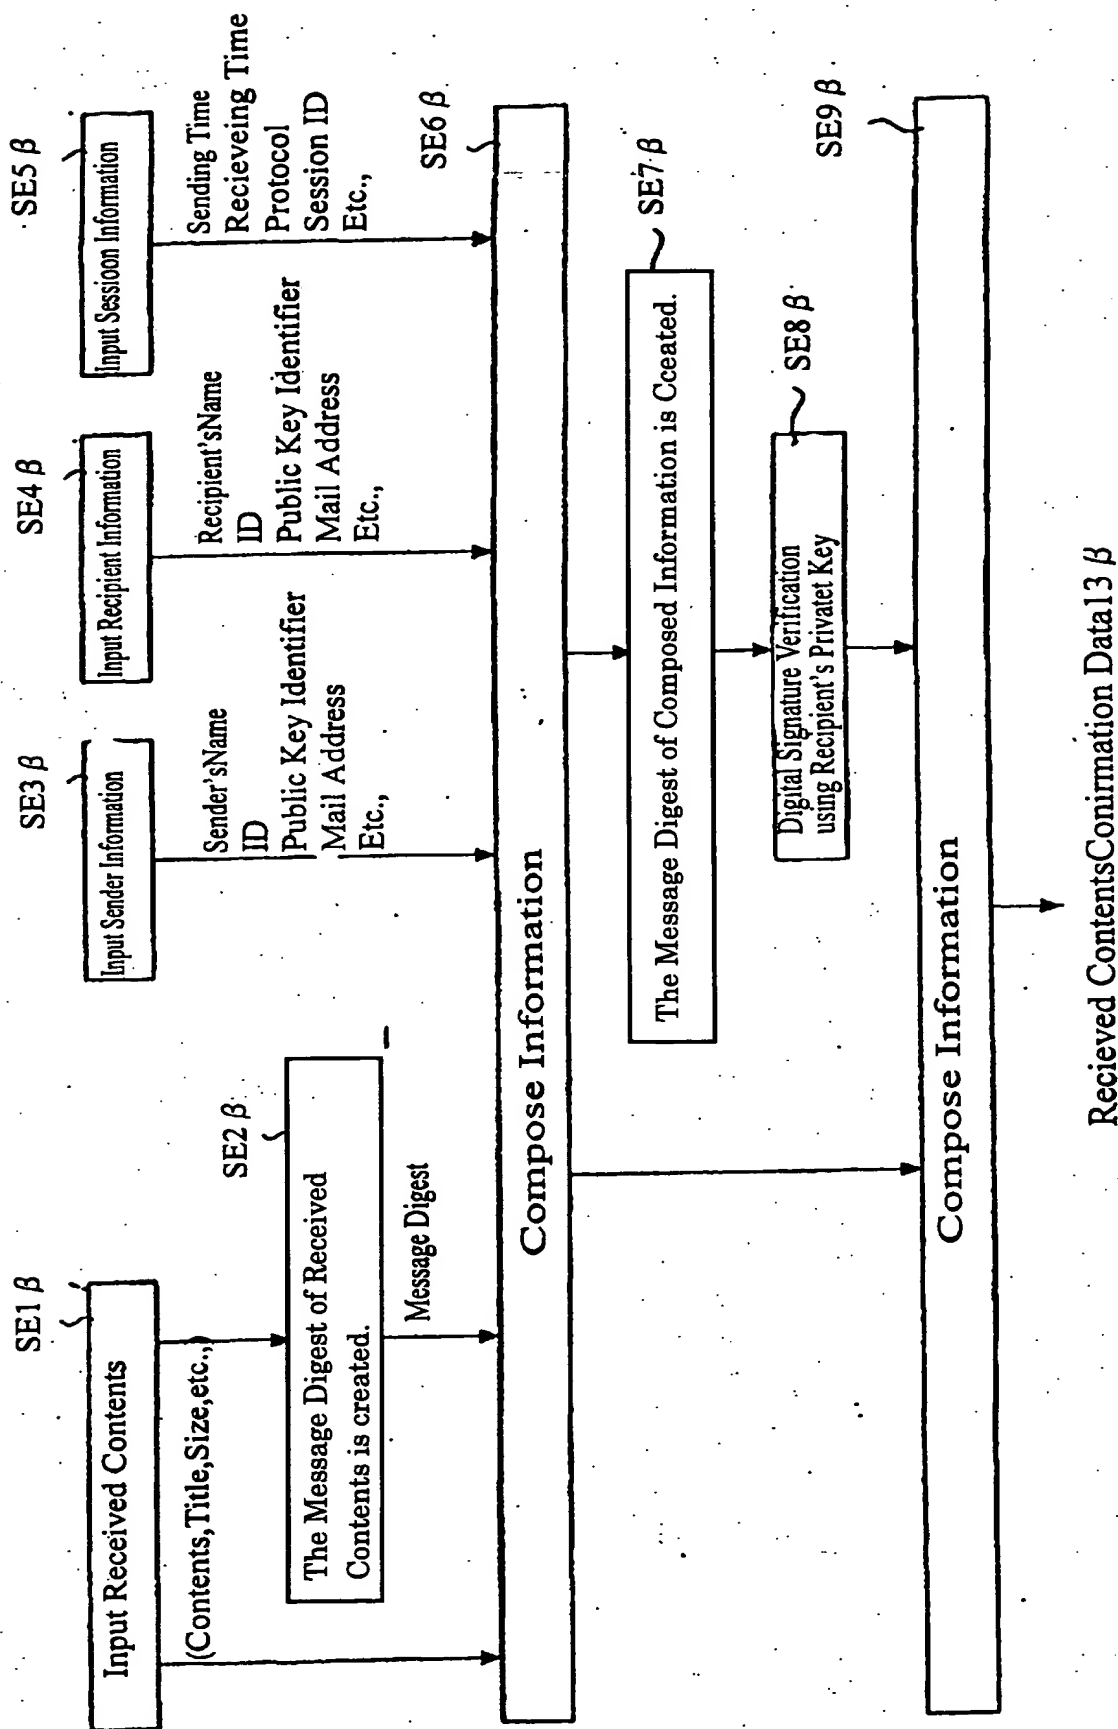 SE1 β
Input Received Contents
(Contents,Title,Size,etc.,)
SE2 β
The Message Digest of Received
Contents is created.
Message Digest
SE3 β
Input Sender Information
Sender'sName
ID
Public Key Identifier
Mail Address
Etc.,
SE4 β
Input Recipient Information
Recipient'sName
ID
Public Key Identifier
Mail Address
Etc.,
SE5 β
Input Sessioon Information
Sending Time
Recieveing Time
Protocol
Session ID
Etc.,
SE6 β
Compose Information
SE7 β
The Message Digest of Composed Information is Cceated.
SE8 β
Digital Signature Verification
using Recipient's Privatet Key
SE9 β
Compose Information
Recieved ContentsConirmation Data13 β